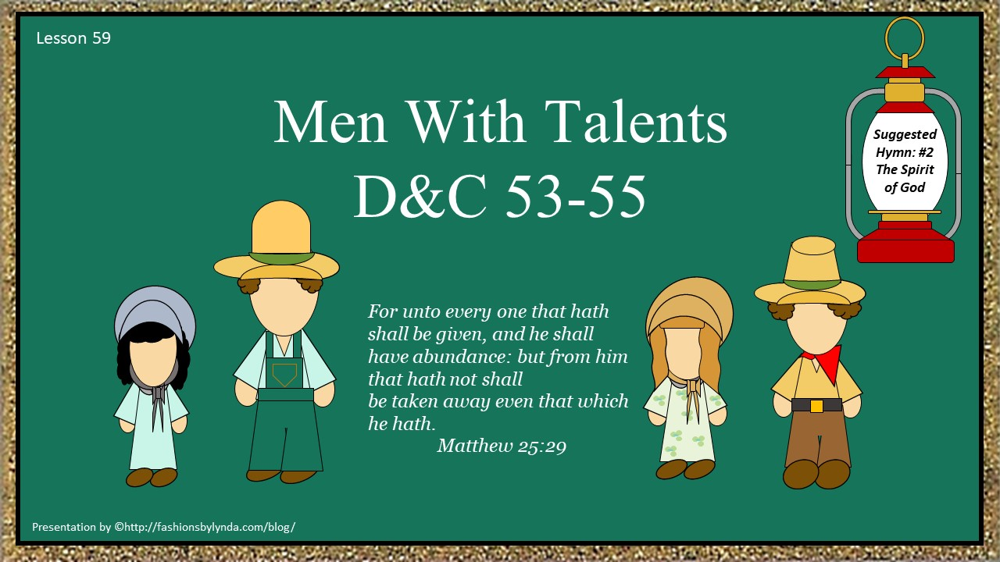 Lesson 59
Men With Talents
D&C 53-55
Suggested
Hymn: #2
The Spirit
of God
For unto every one that hath
shall be given, and he shall
have abundance: but from him
that hath not shall
be taken away even that which
he hath.
Matthew 25:29
Presentation by ©http://fashionsbylynda.com/blog/